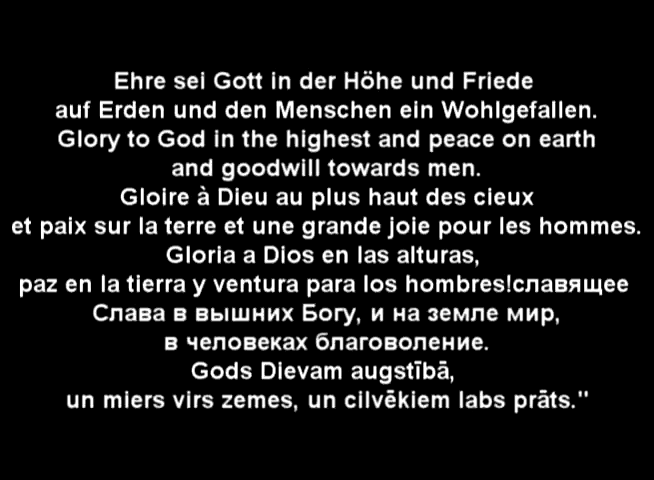 Ehre sei Gott in der Höhe und Friede
auf Erden und den Menschen ein Wohlgefallen.
Glory to God in the highest and peace on earth
and goodwill towards men.
Gloire à Dieu au plus haut des cieux
et paix sur la terre et une grande joie pour les hommes.
Gloria a Dios en las alturas,
paz en la tierra y ventura para los hombres!славящее
Слава в вышних Богу, и на земле мир,
в человеках благоволение.
Gods Dievam augstībā,
un miers virs zemes, un cilvēkiem labs prāts."